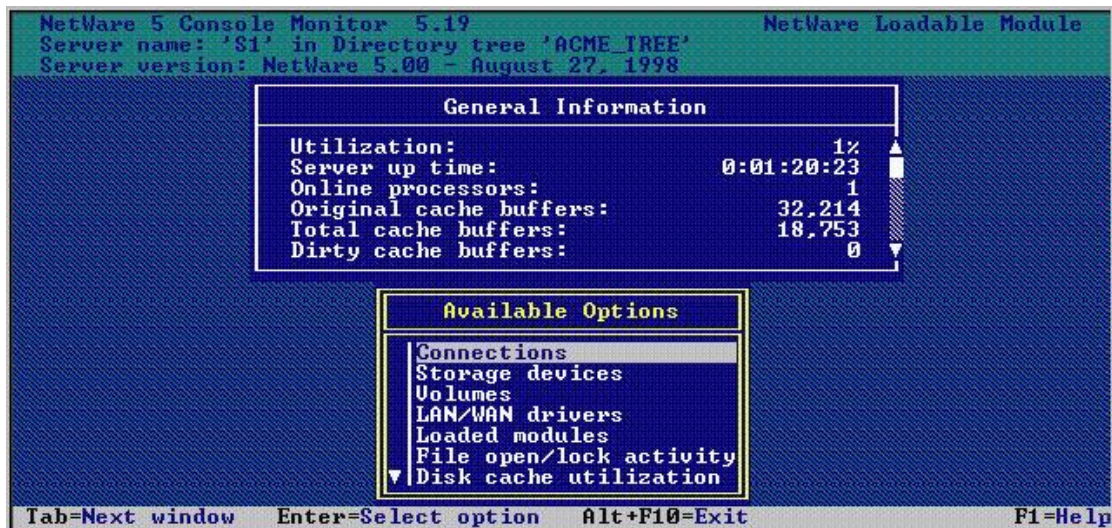 NetWare 5 Console Monitor 5.19 NetWare Loadable Module
Server name: 'S1' in Directory tree 'ACME_TREE'
Server version: NetWare 5.00 - August 27, 1998
General Information
Utilization: 1%
Server up time: 0:01:20:23
Online processors: 1
Original cache buffers: 32,214
Total cache buffers: 18,753
Dirty cache buffers: 0
Available Options
Connections
Storage devices
Volumes
LAN/WAN drivers
Loaded modules
File open/lock activity
Disk cache utilization
Tab=Next window Enter=Select option Alt+F10=Exit F1=Help